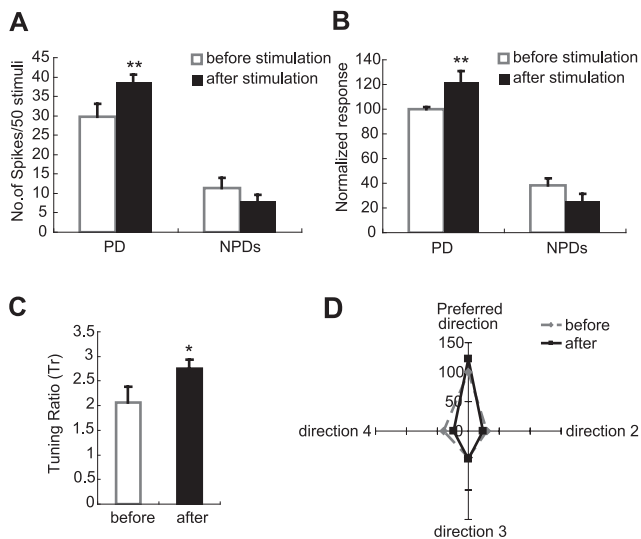 A
before stimulation
after stimulation
No.of Spikes/50 stimuli
50
45
40
35
30
25
20
15
10
5
0
**
PD
NPDs
B
before stimulation
after stimulation
Normalized response
140
120
100
80
60
40
20
0
**
PD
NPDs
C
Tuning Ratio (Tr)
3.5
3
2.5
2
1.5
1
0.5
0
*
before
after
D
Preferred
direction
before
after
150
100
50
0
direction 4
direction 2
direction 3